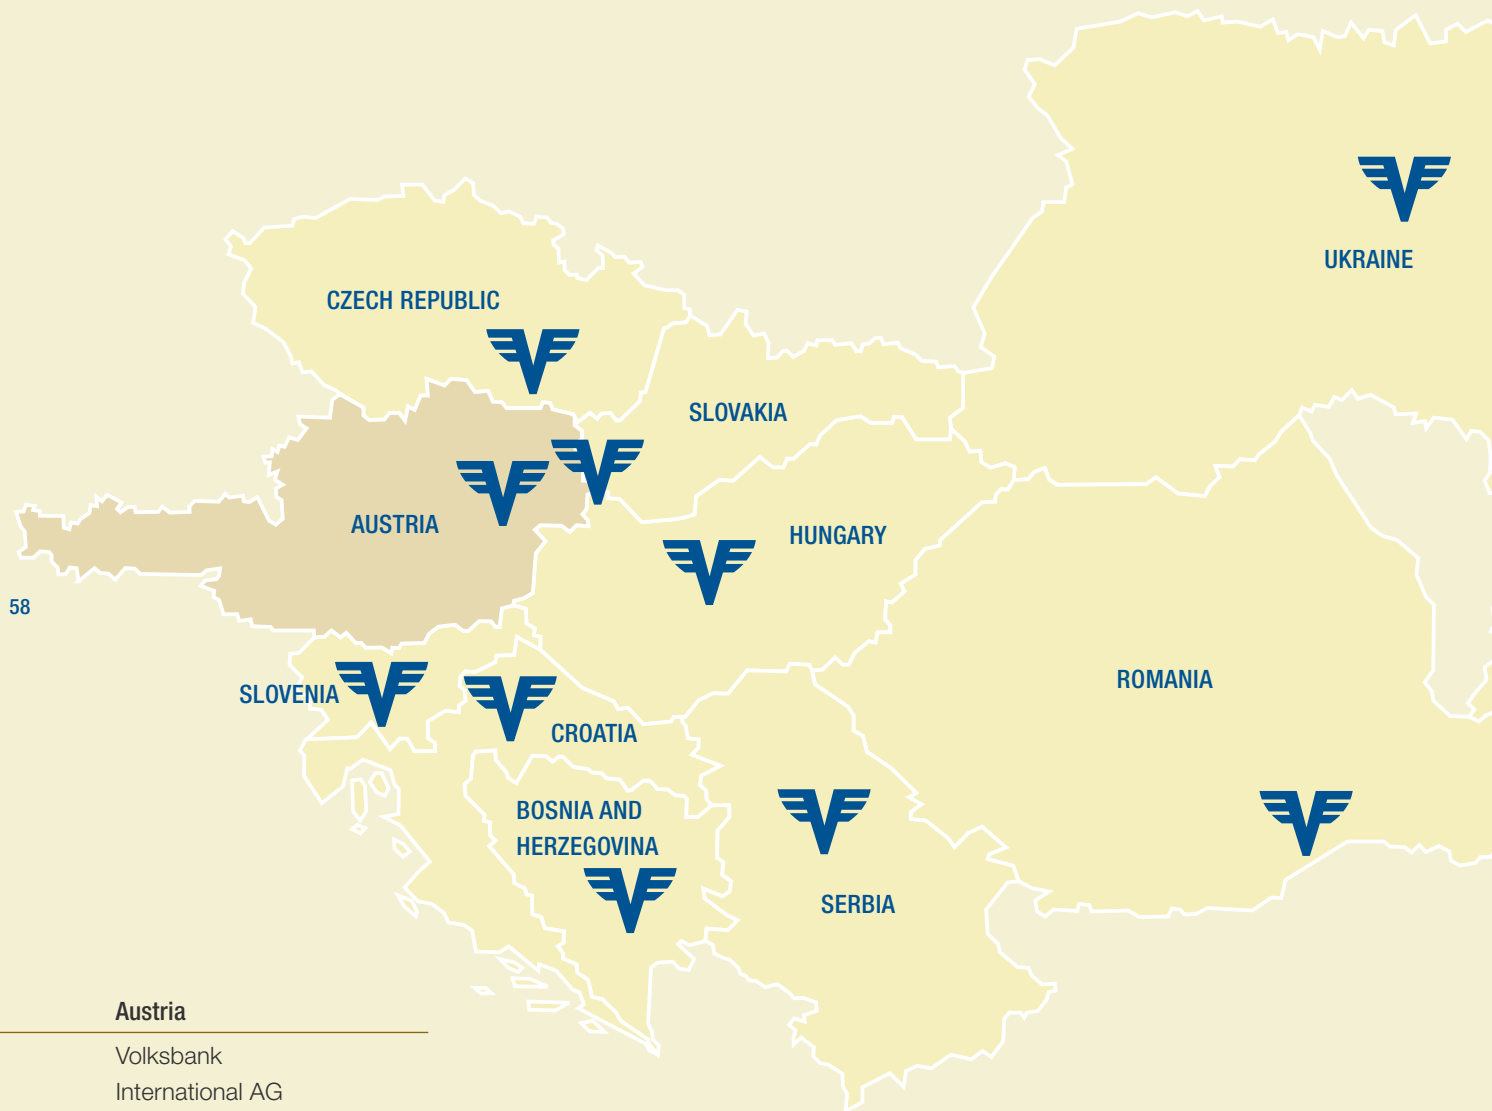 UKRAINE
CZECH REPUBLIC
SLOVAKIA
AUSTRIA
HUNGARY
58
ROMANIA
SLOVENIA
CROATIA
BOSNIA AND
HERZEGOVINA
SERBIA
Austria
Volksbank
International AG